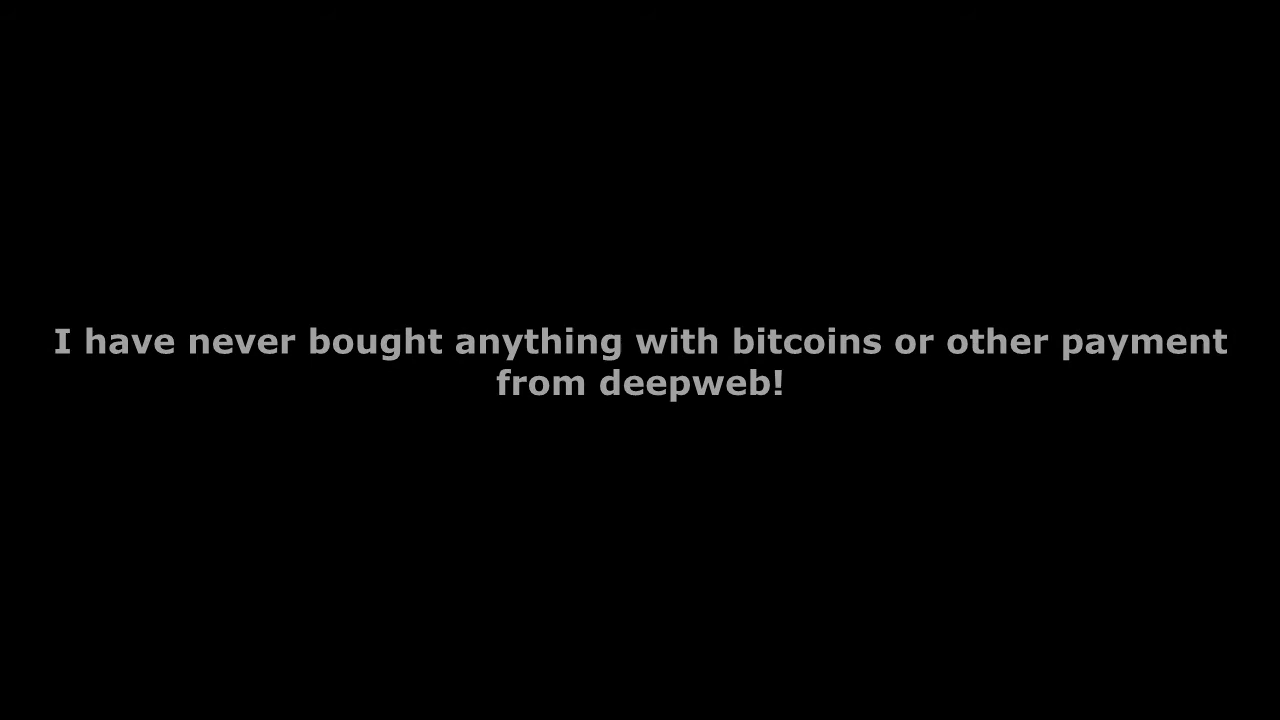 I have never bought anything with bitcoins or other payment
from deepweb!